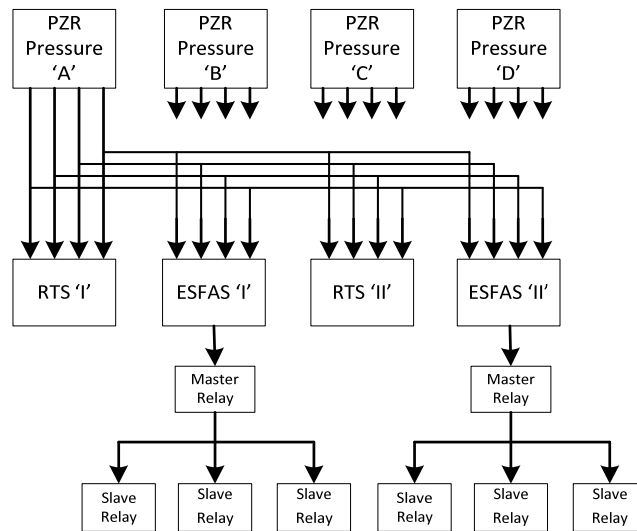 PZR
Pressure
‘A’
PZR
Pressure
‘B’
PZR
Pressure
‘C’
PZR
Pressure
‘D’
RTS ‘I’
ESFAS ‘I’
RTS ‘II’
ESFAS ‘II’
Master
Relay
Master
Relay
Slave
Relay
Slave
Relay
Slave
Relay
Slave
Relay
Slave
Relay
Slave
Relay